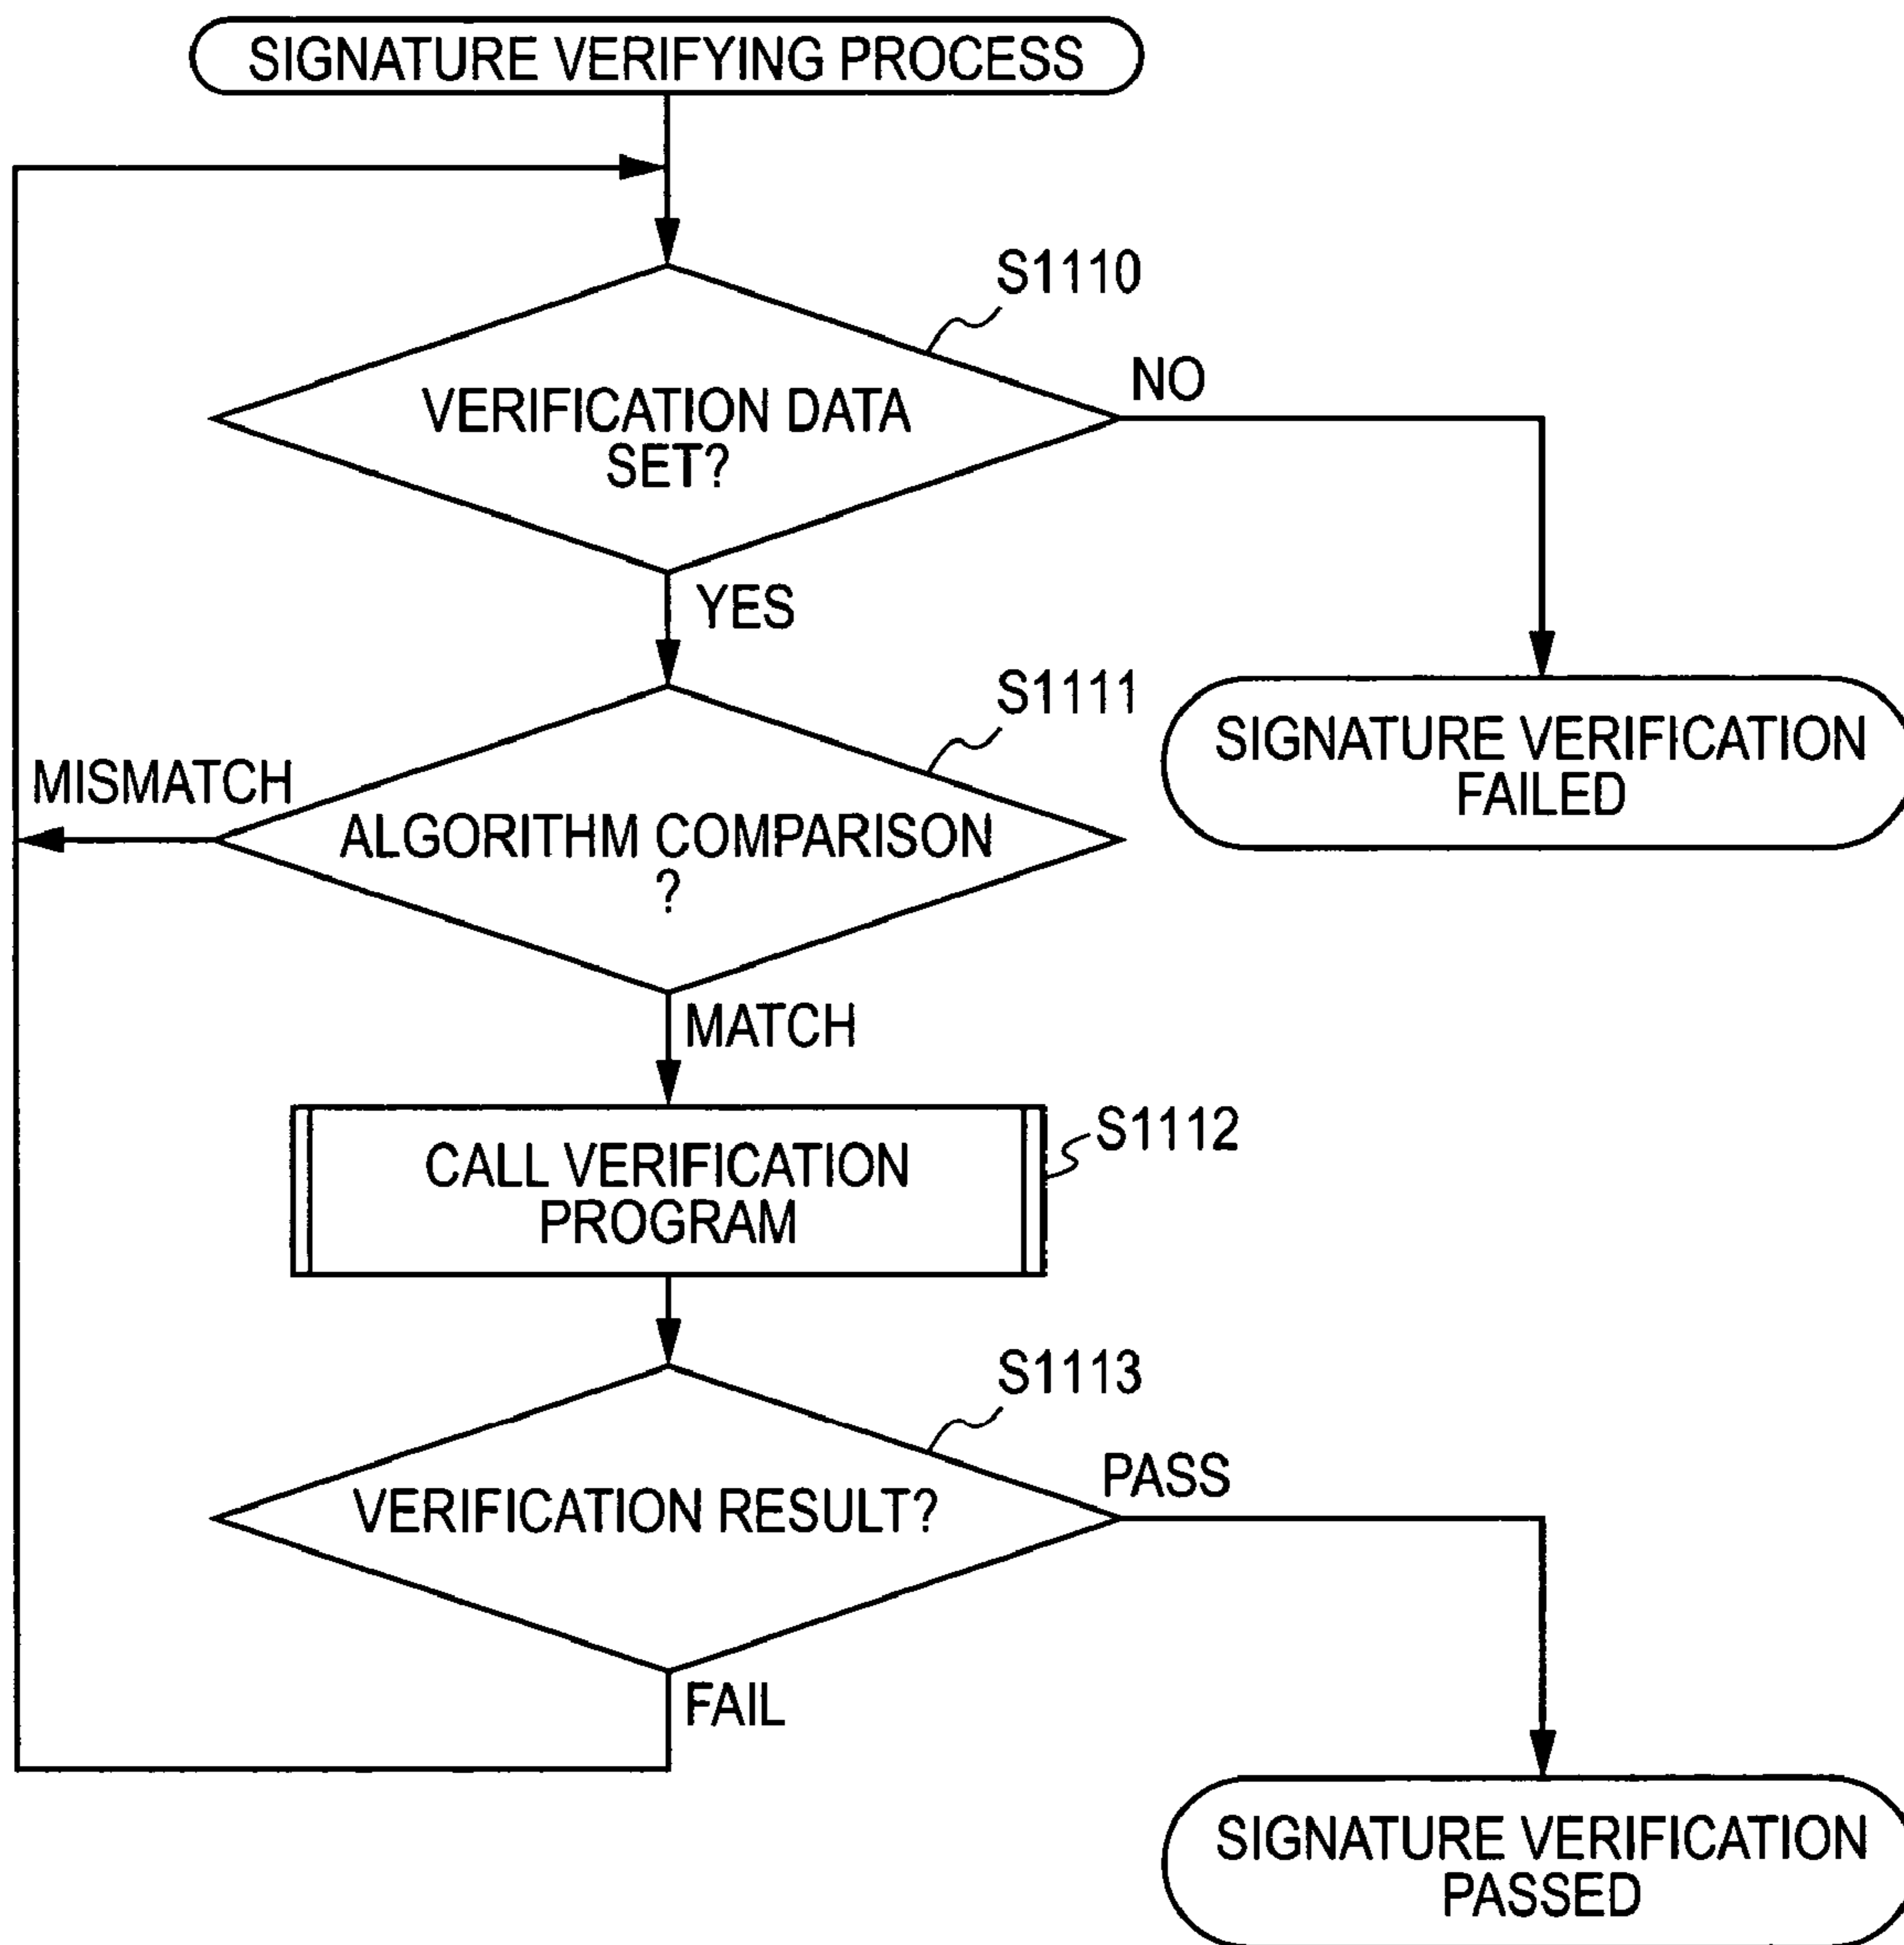 SIGNATURE VERIFYING PROCESS
S1110
VERIFICATION DATA
SET?
NO
YES
S1111
SIGNATURE VERIFICATION
FAILED
MISMATCH
ALGORITHM COMPARISON
?
MATCH
CALL VERIFICATION
PROGRAM
S1112
S1113
VERIFICATION RESULT?
PASS
FAIL
SIGNATURE VERIFICATION
PASSED